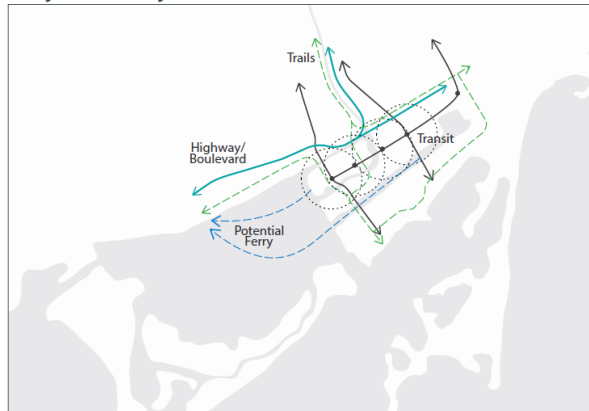 Trails
Transit
Highway/
Boulevard
Potential
Ferry